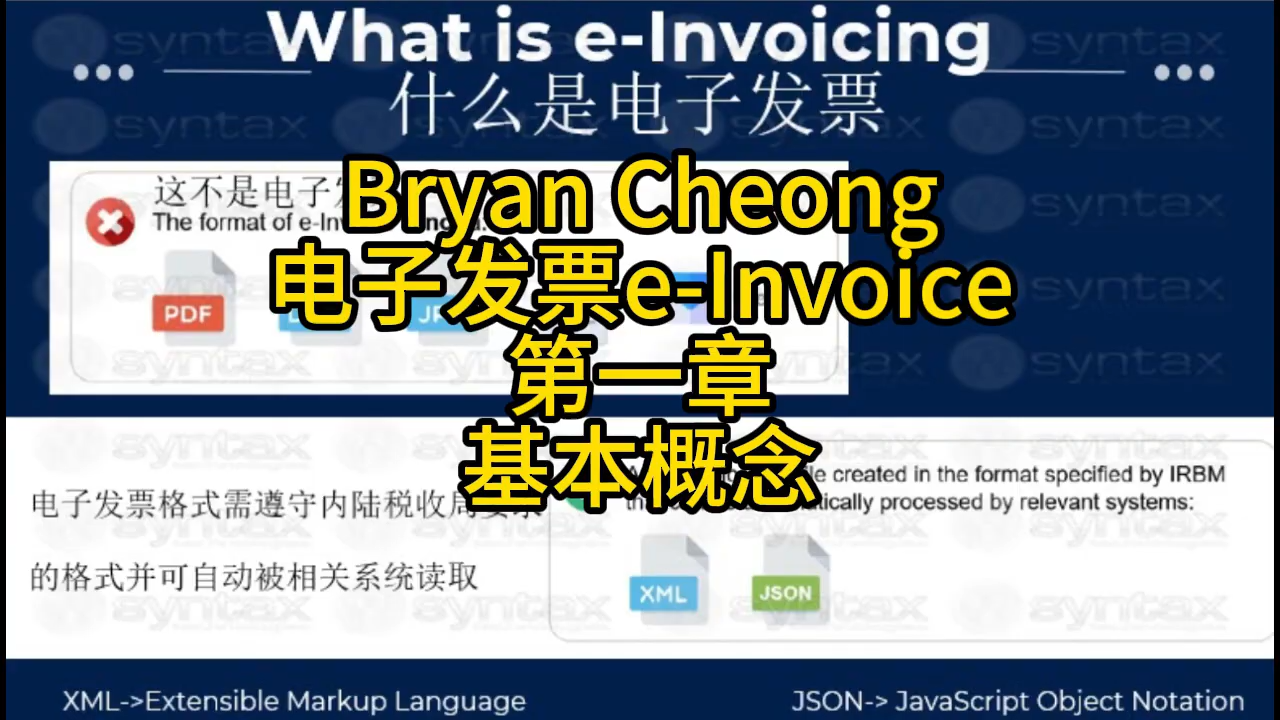 What is e-Invoicing
什么是电子发票
Bryan Cheong
电子发票e-Invoice
第一章
基本概念
这不是电子发
The format of e-In
PDF
created in the format specified by IRBM
processed by relevant systems:
电子发票格式需遵守内陆税收局
的格式并可自动被相关系统读取
XML
JSON
XML->Extensible Markup Language
JSON-> JavaScript Object Notation
syntax